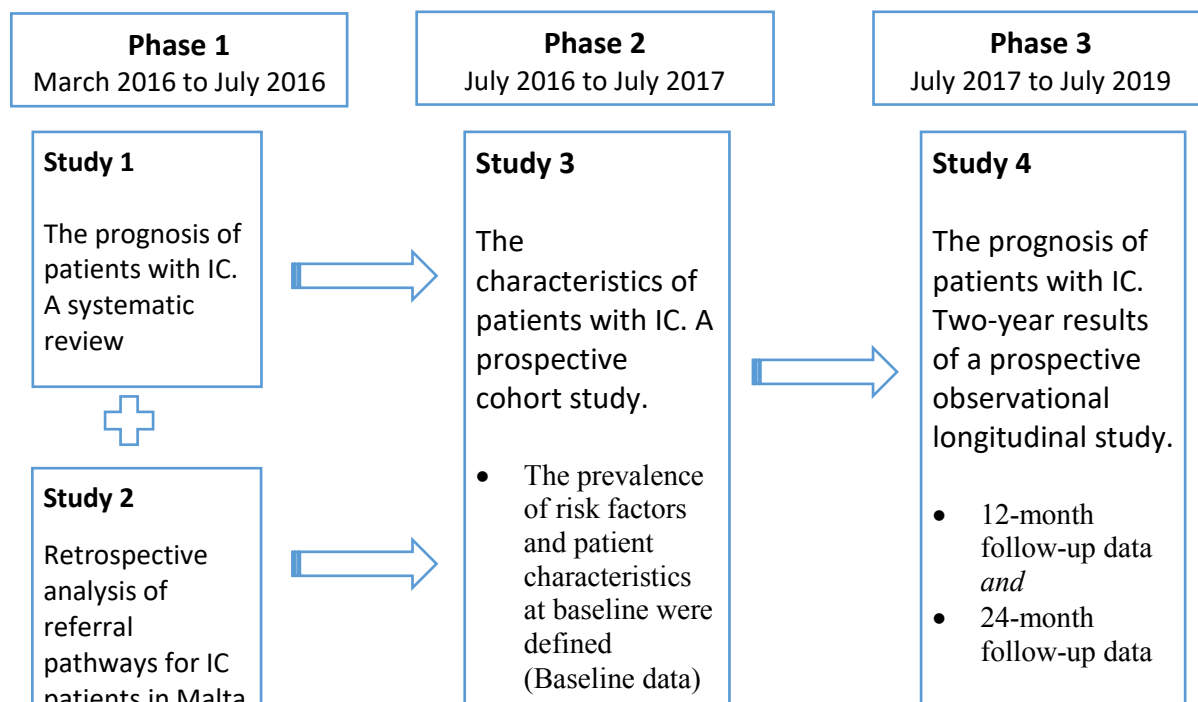 Phase 1
March 2016 to July 2016
Phase 2
July 2016 to July 2017
Phase 3
July 2017 to July 2019
Study 1
The prognosis of
patients with IC.
A systematic
review
Study 2
Retrospective
analysis of
referral
pathways for IC
patients in Malta
Study 3
The
characteristics of
patients with IC. A
prospective
cohort study.
• The prevalence
of risk factors
and patient
characteristics
at baseline were
defined
(Baseline data)
Study 4
The prognosis of
patients with IC.
Two-year results
of a prospective
observational
longitudinal study.
• 12-month
follow-up data
and
• 24-month
follow-up data